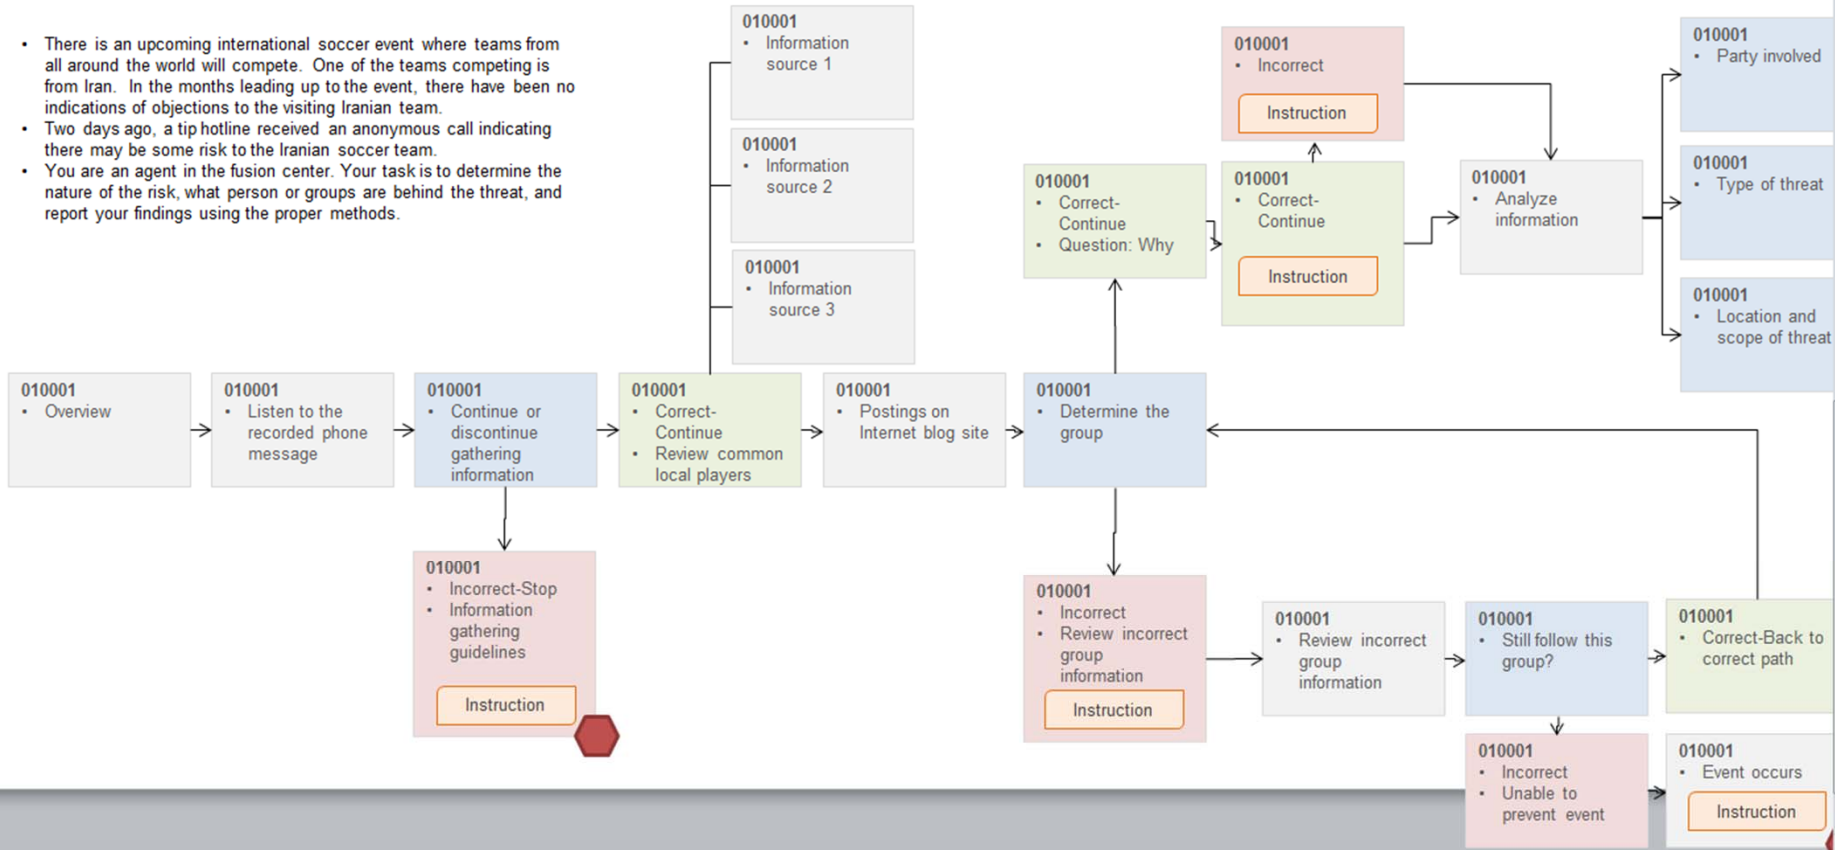 • There is an upcoming international soccer event where teams from
all around the world will compete. One of the teams competing is
from Iran. In the months leading up to the event, there have been no
indications of objections to the visiting Iranian team.
• Two days ago, a tip hotline received an anonymous call indicating
there may be some risk to the Iranian soccer team.
• You are an agent in the fusion center. Your task is to determine the
nature of the risk, what person or groups are behind the threat, and
report your findings using the proper methods.
010001
• Information
source 1
010001
• Information
source 2
010001
• Information
source 3
010001
• Incorrect
Instruction
010001
• Correct-
Continue
• Question: Why
010001
• Correct-
Continue
Instruction
010001
• Analyze
information
010001
• Party involved
010001
• Type of threat
010001
• Location and
scope of threat
010001
• Overview
010001
• Listen to the
recorded phone
message
010001
• Continue or
discontinue
gathering
information
010001
• Correct-
Continue
• Review common
local players
010001
• Postings on
Internet blog site
010001
• Determine the
group
010001
• Incorrect-Stop
• Information
gathering
guidelines
Instruction
010001
• Incorrect
• Review incorrect
group
information
Instruction
010001
• Review incorrect
group
information
010001
• Still follow this
group?
010001
• Correct-Back to
correct path
010001
• Incorrect
• Unable to
prevent event
010001
• Event occurs
Instruction